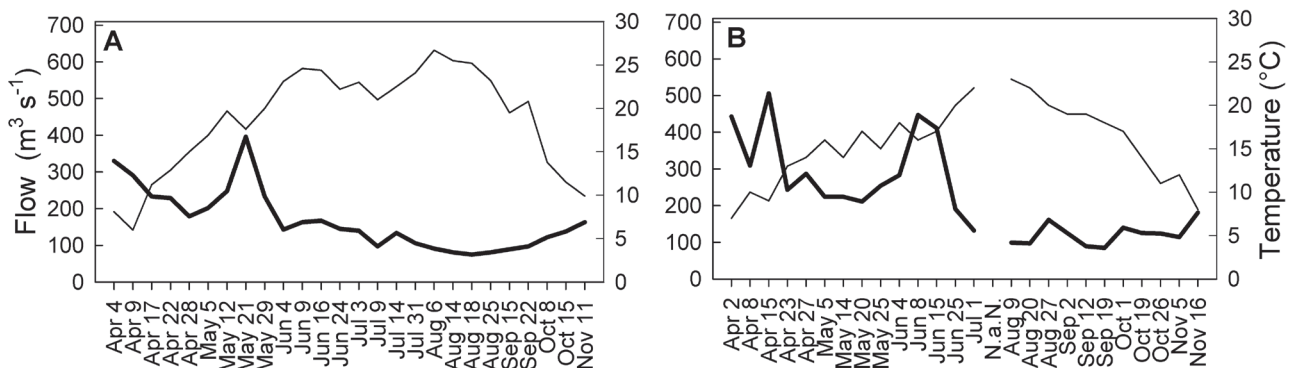 A
Flow (m³ s⁻¹)
700
600
500
400
300
200
100
0
30
25
20
15
10
5
0
Apr 4
Apr 9
Apr 17
Apr 22
Apr 28
May 5
May 12
May 21
May 29
Jun 4
Jun 9
Jun 16
Jun 24
Jul 3
Jul 9
Jul 14
Jul 31
Aug 6
Aug 14
Aug 18
Aug 25
Sep 15
Sep 22
Oct 8
Oct 15
Nov 11
B
700
600
500
400
300
200
100
0
30
25
20
15
10
5
0
Temperature (°C)
Apr 2
Apr 8
Apr 15
Apr 23
Apr 27
May 5
May 14
May 20
May 25
Jun 4
Jun 8
Jun 15
Jun 25
Jul 1
N.a.N.
Aug 9
Aug 20
Aug 27
Sep 2
Sep 12
Sep 19
Oct 1
Oct 19
Oct 26
Nov 5
Nov 16